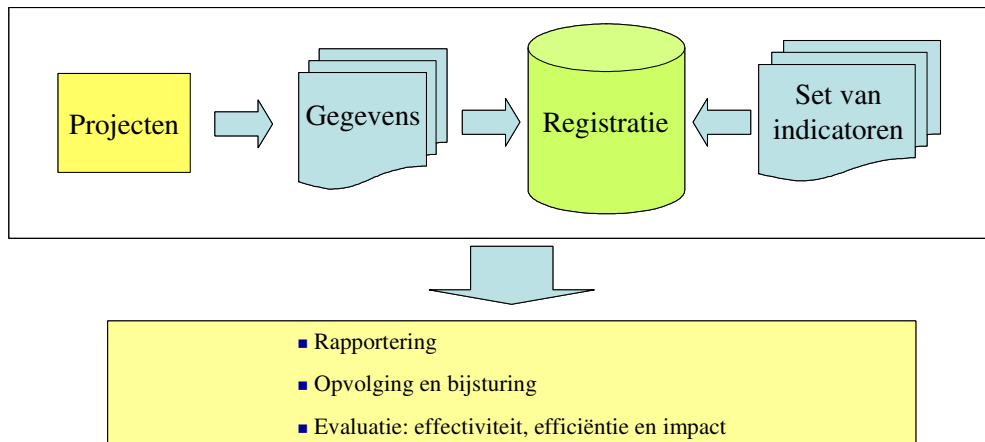 Projecten
Gegevens
Registratie
Set van
indicatoren
Rapportering
Opvolging en bijsturing
Evaluatie: effectiviteit, efficiëntie en impact